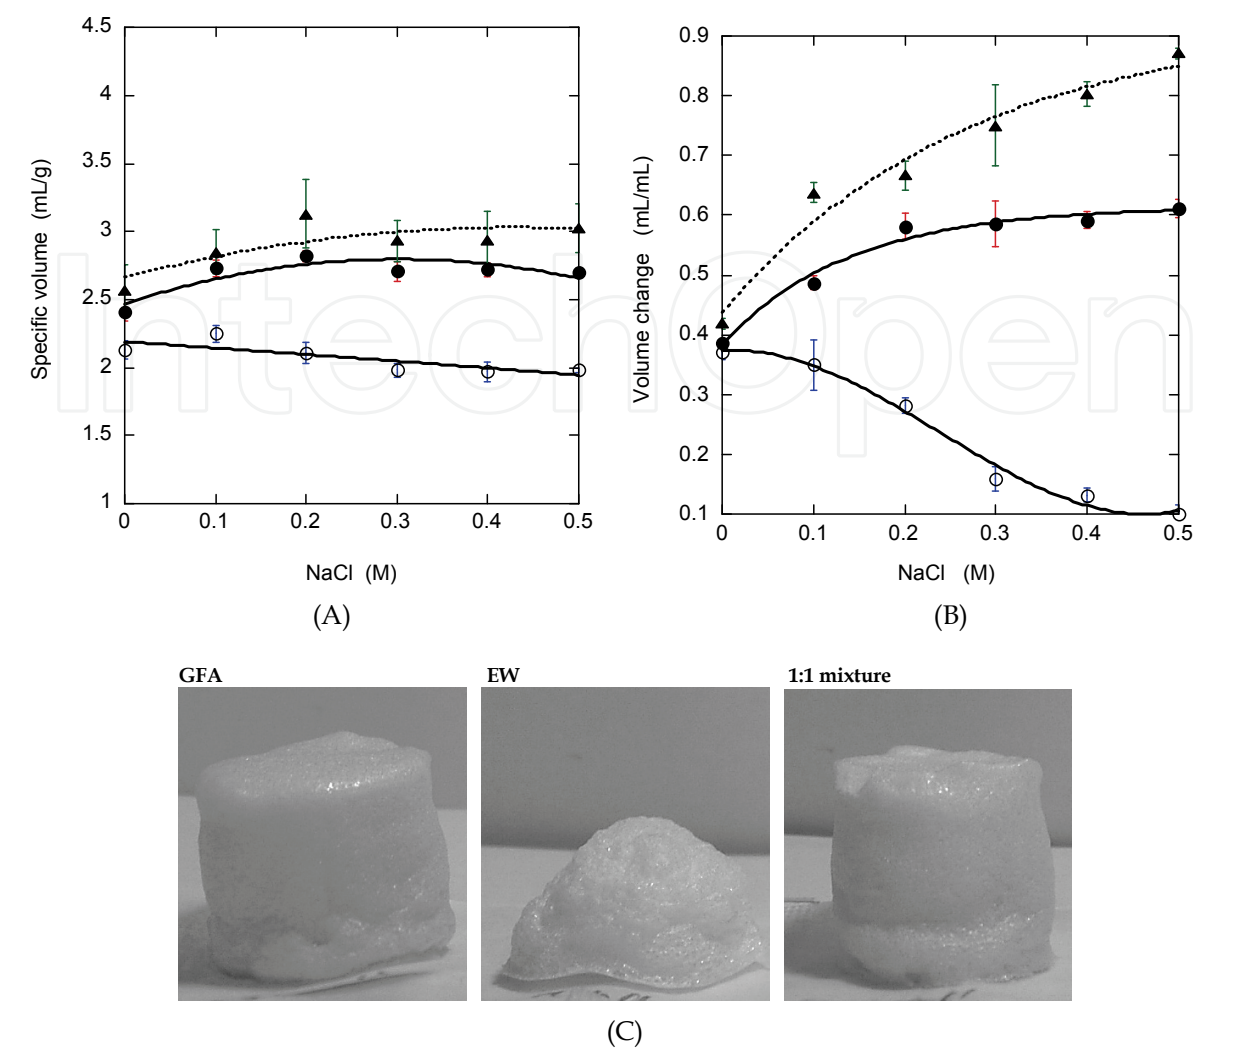 4.5
4
3.5
3
2.5
2
1.5
1
Specific volume (mL/g)
0 0.1 0.2 0.3 0.4 0.5
NaCl (M)
(A)
0.9
0.8
0.7
0.6
0.5
0.4
0.3
0.2
0.1
Volume change (mL/mL)
0 0.1 0.2 0.3 0.4 0.5
NaCl (M)
(B)
IntechOpen
GFA EW 1:1 mixture
(C)